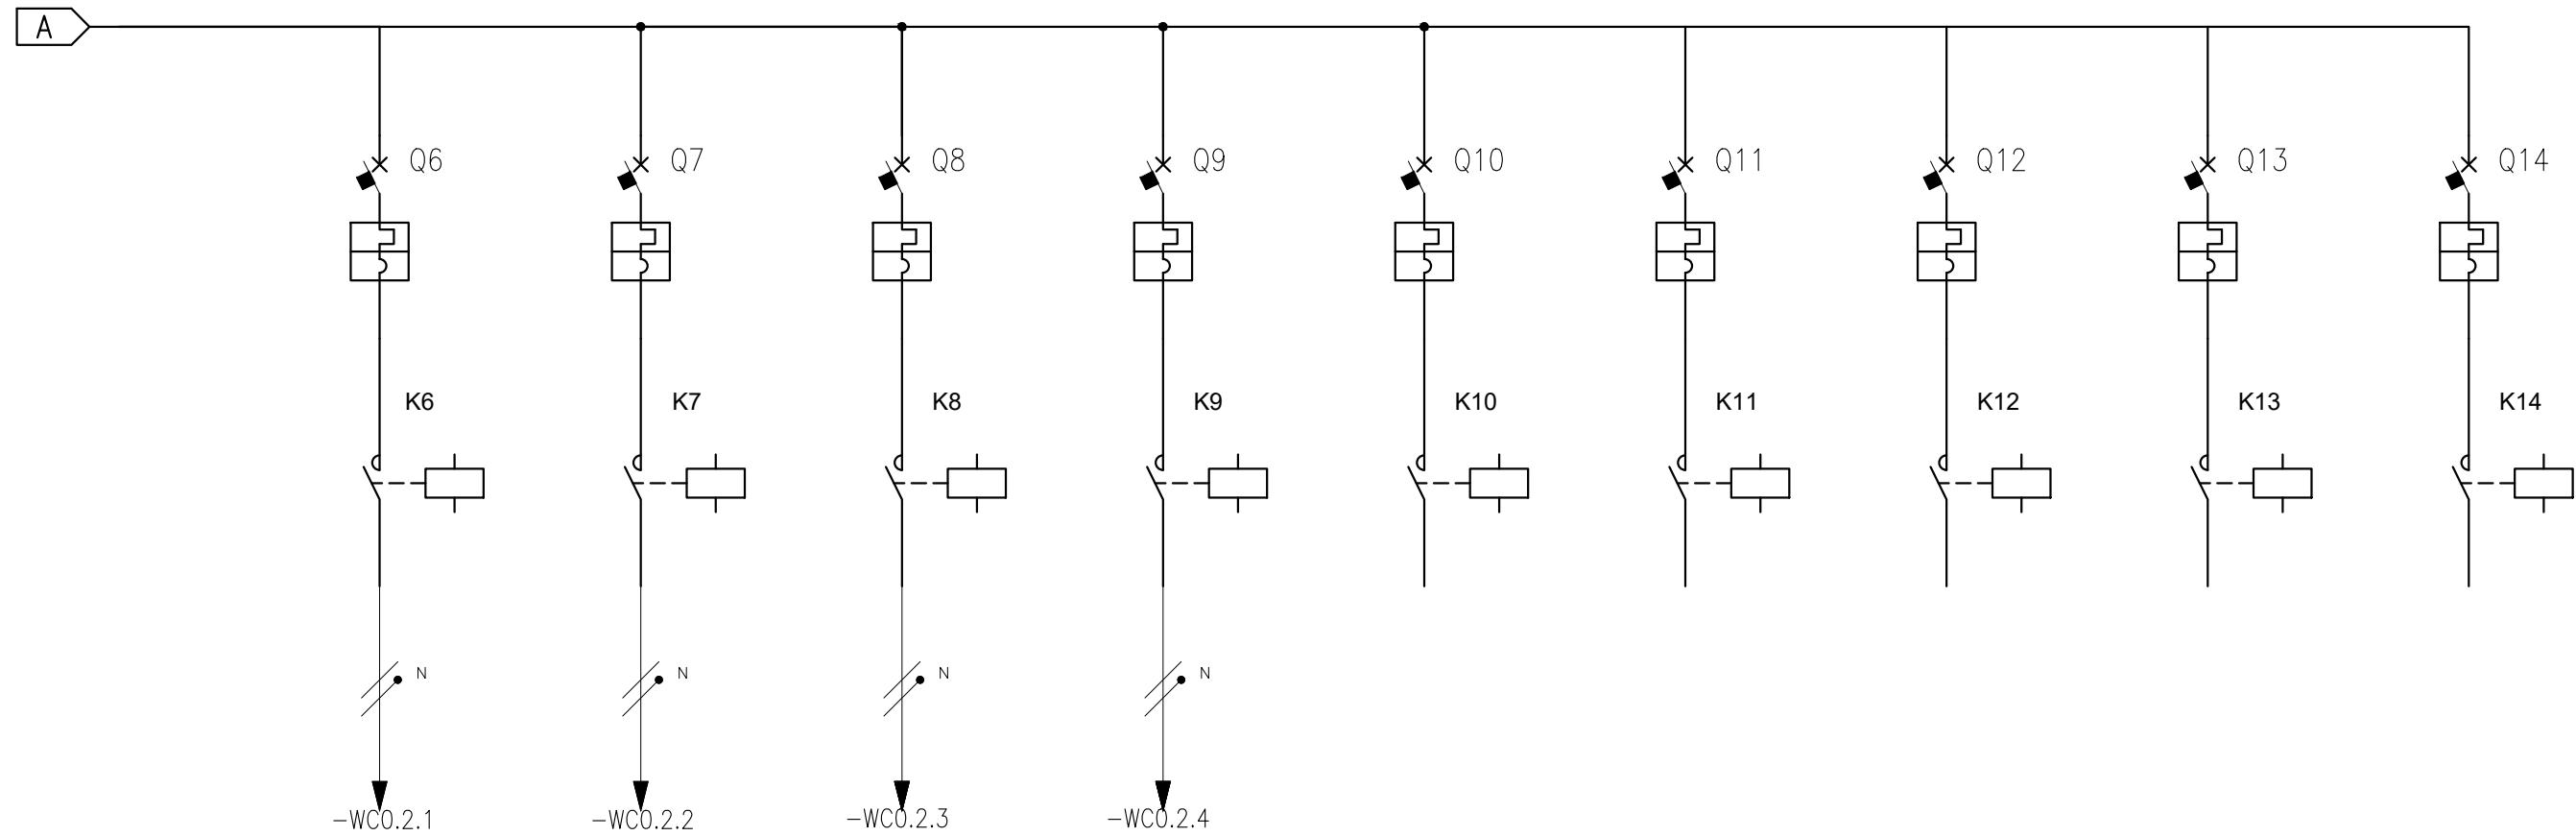 A
Q6
Q7
Q8
Q9
Q10
Q11
Q12
Q13
Q14
K6
K7
K8
K9
K10
K11
K12
K13
K14
N
N
N
N
-WC0.2.1
-WC0.2.2
-WC0.2.3
-WC0.2.4